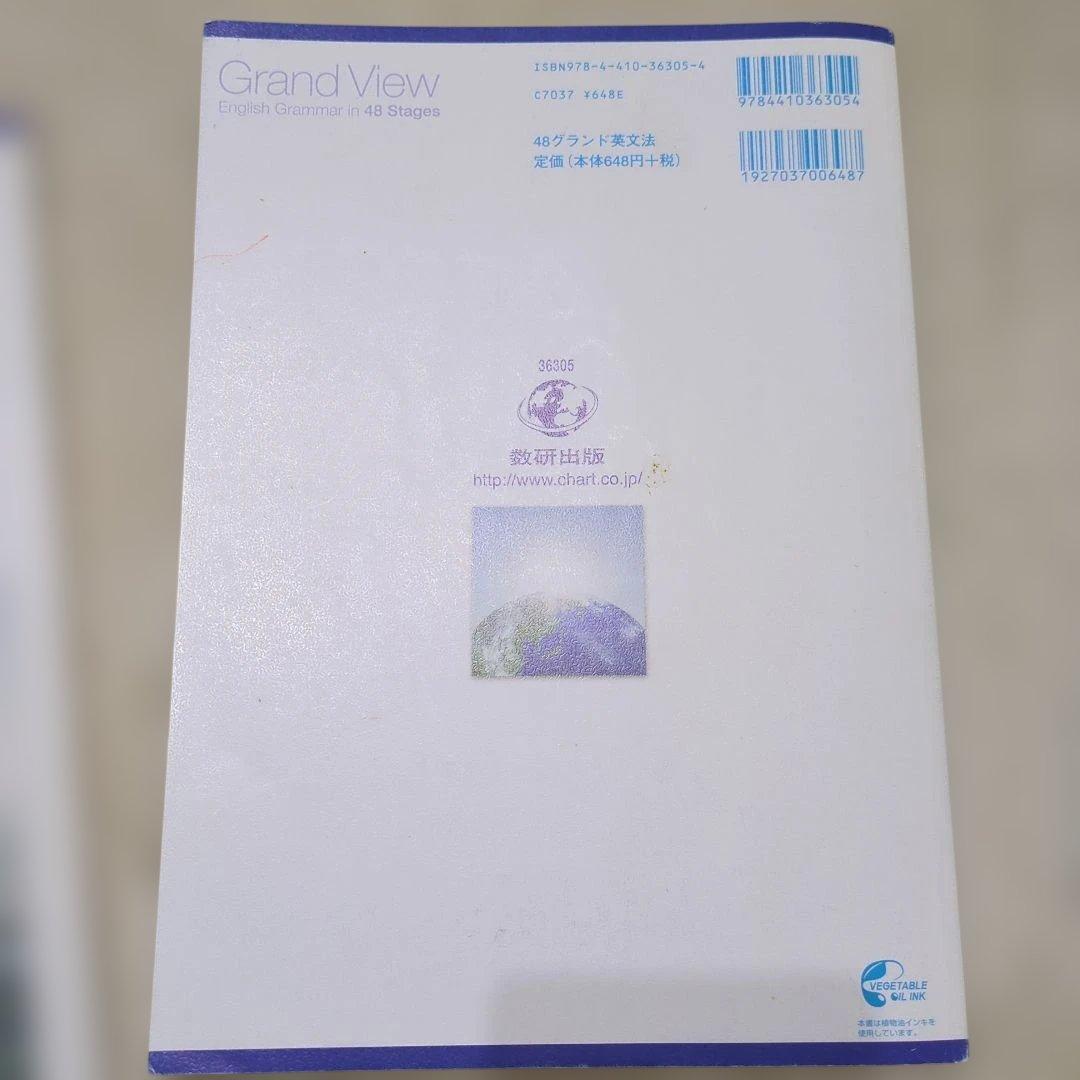 Grand View
English Grammar in 48 Stages
ISBN978-4-410-36305-4
C7037 ¥648E
48グランド英文法
定価(本体648円+税)
9784410363054
1927037006487
36305
数研出版
http://www.chart.co.jp/
VEGETABLE
OIL INK
本書は植物油インキを
使用しています。